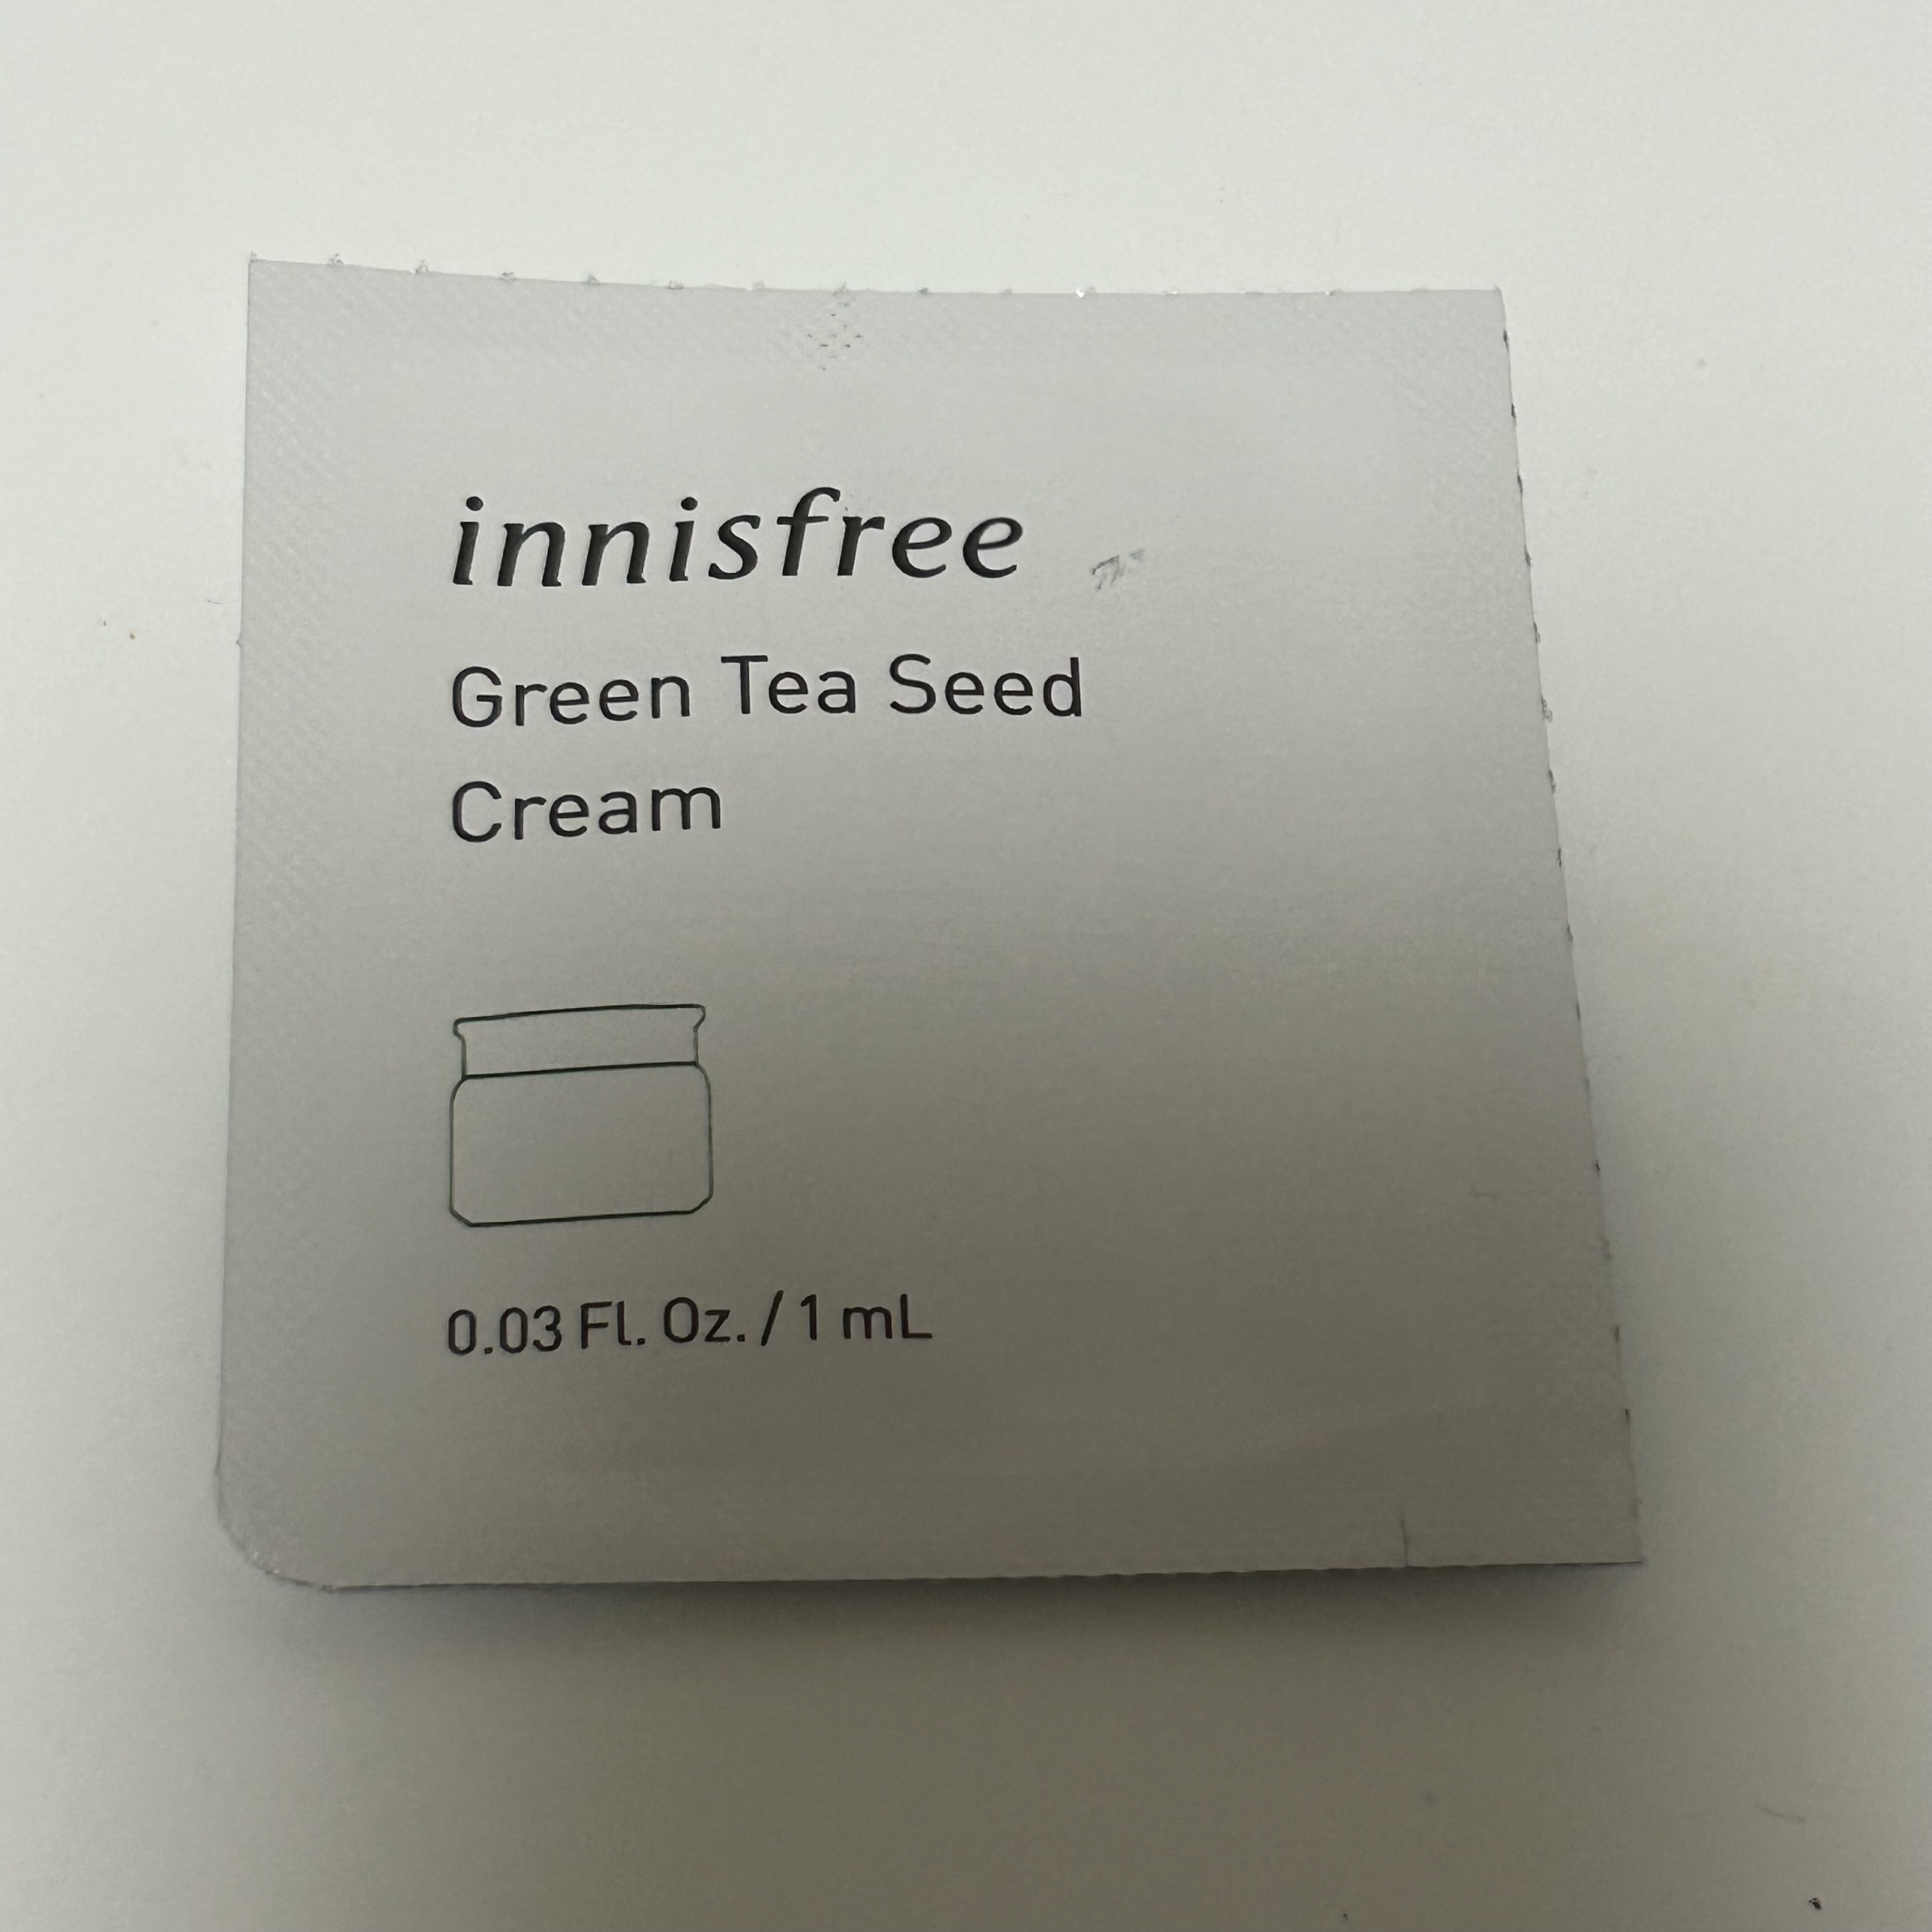 innisfree
Green Tea Seed
Cream
0.03 Fl. Oz. / 1 mL